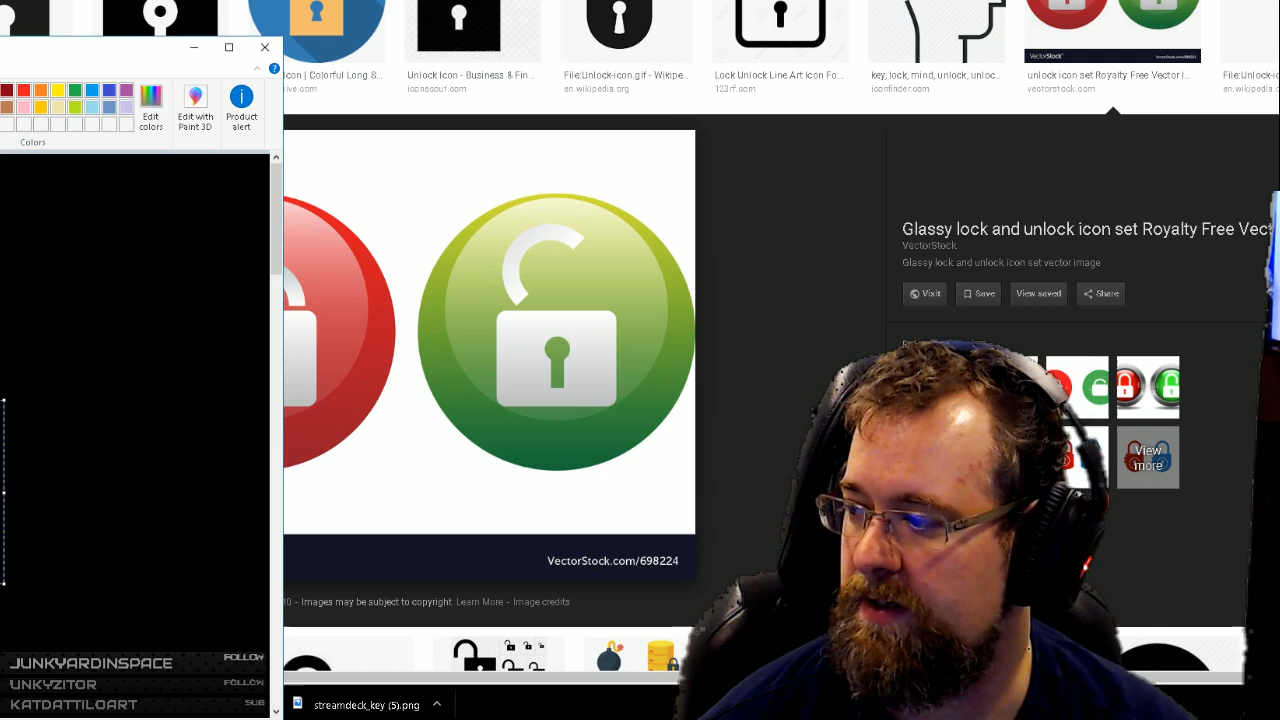 icon | Colorful Long S...
Unlock Icon - Business & Fin...
File:Unlock-icon.gif - Wikipe...
Lock Unlock Line Art Icon Fo...
key, lock, mind, unlock, unloc...
unlock icon set Royalty Free Vector I...
File:Unlock-ic
iconscout.com
en.wikipedia.org
123rf.com
iconfinder.com
vectorstock.com
en.wikipedia
VectorStock
Edit colors
Edit with Paint 3D
Product alert
Colors
Glassy lock and unlock icon set Royalty Free Vect
VectorStock
Glassy lock and unlock icon set vector image
Visit
Save
View saved
Share
View more
VectorStock.com/698224
Images may be subject to copyright Learn More - Image credits
JUNKYARDINSPACE FOLLOW
UNKYZITOR FOLLOW
KATDATTILOART SUB
streamdeck_key (5).png